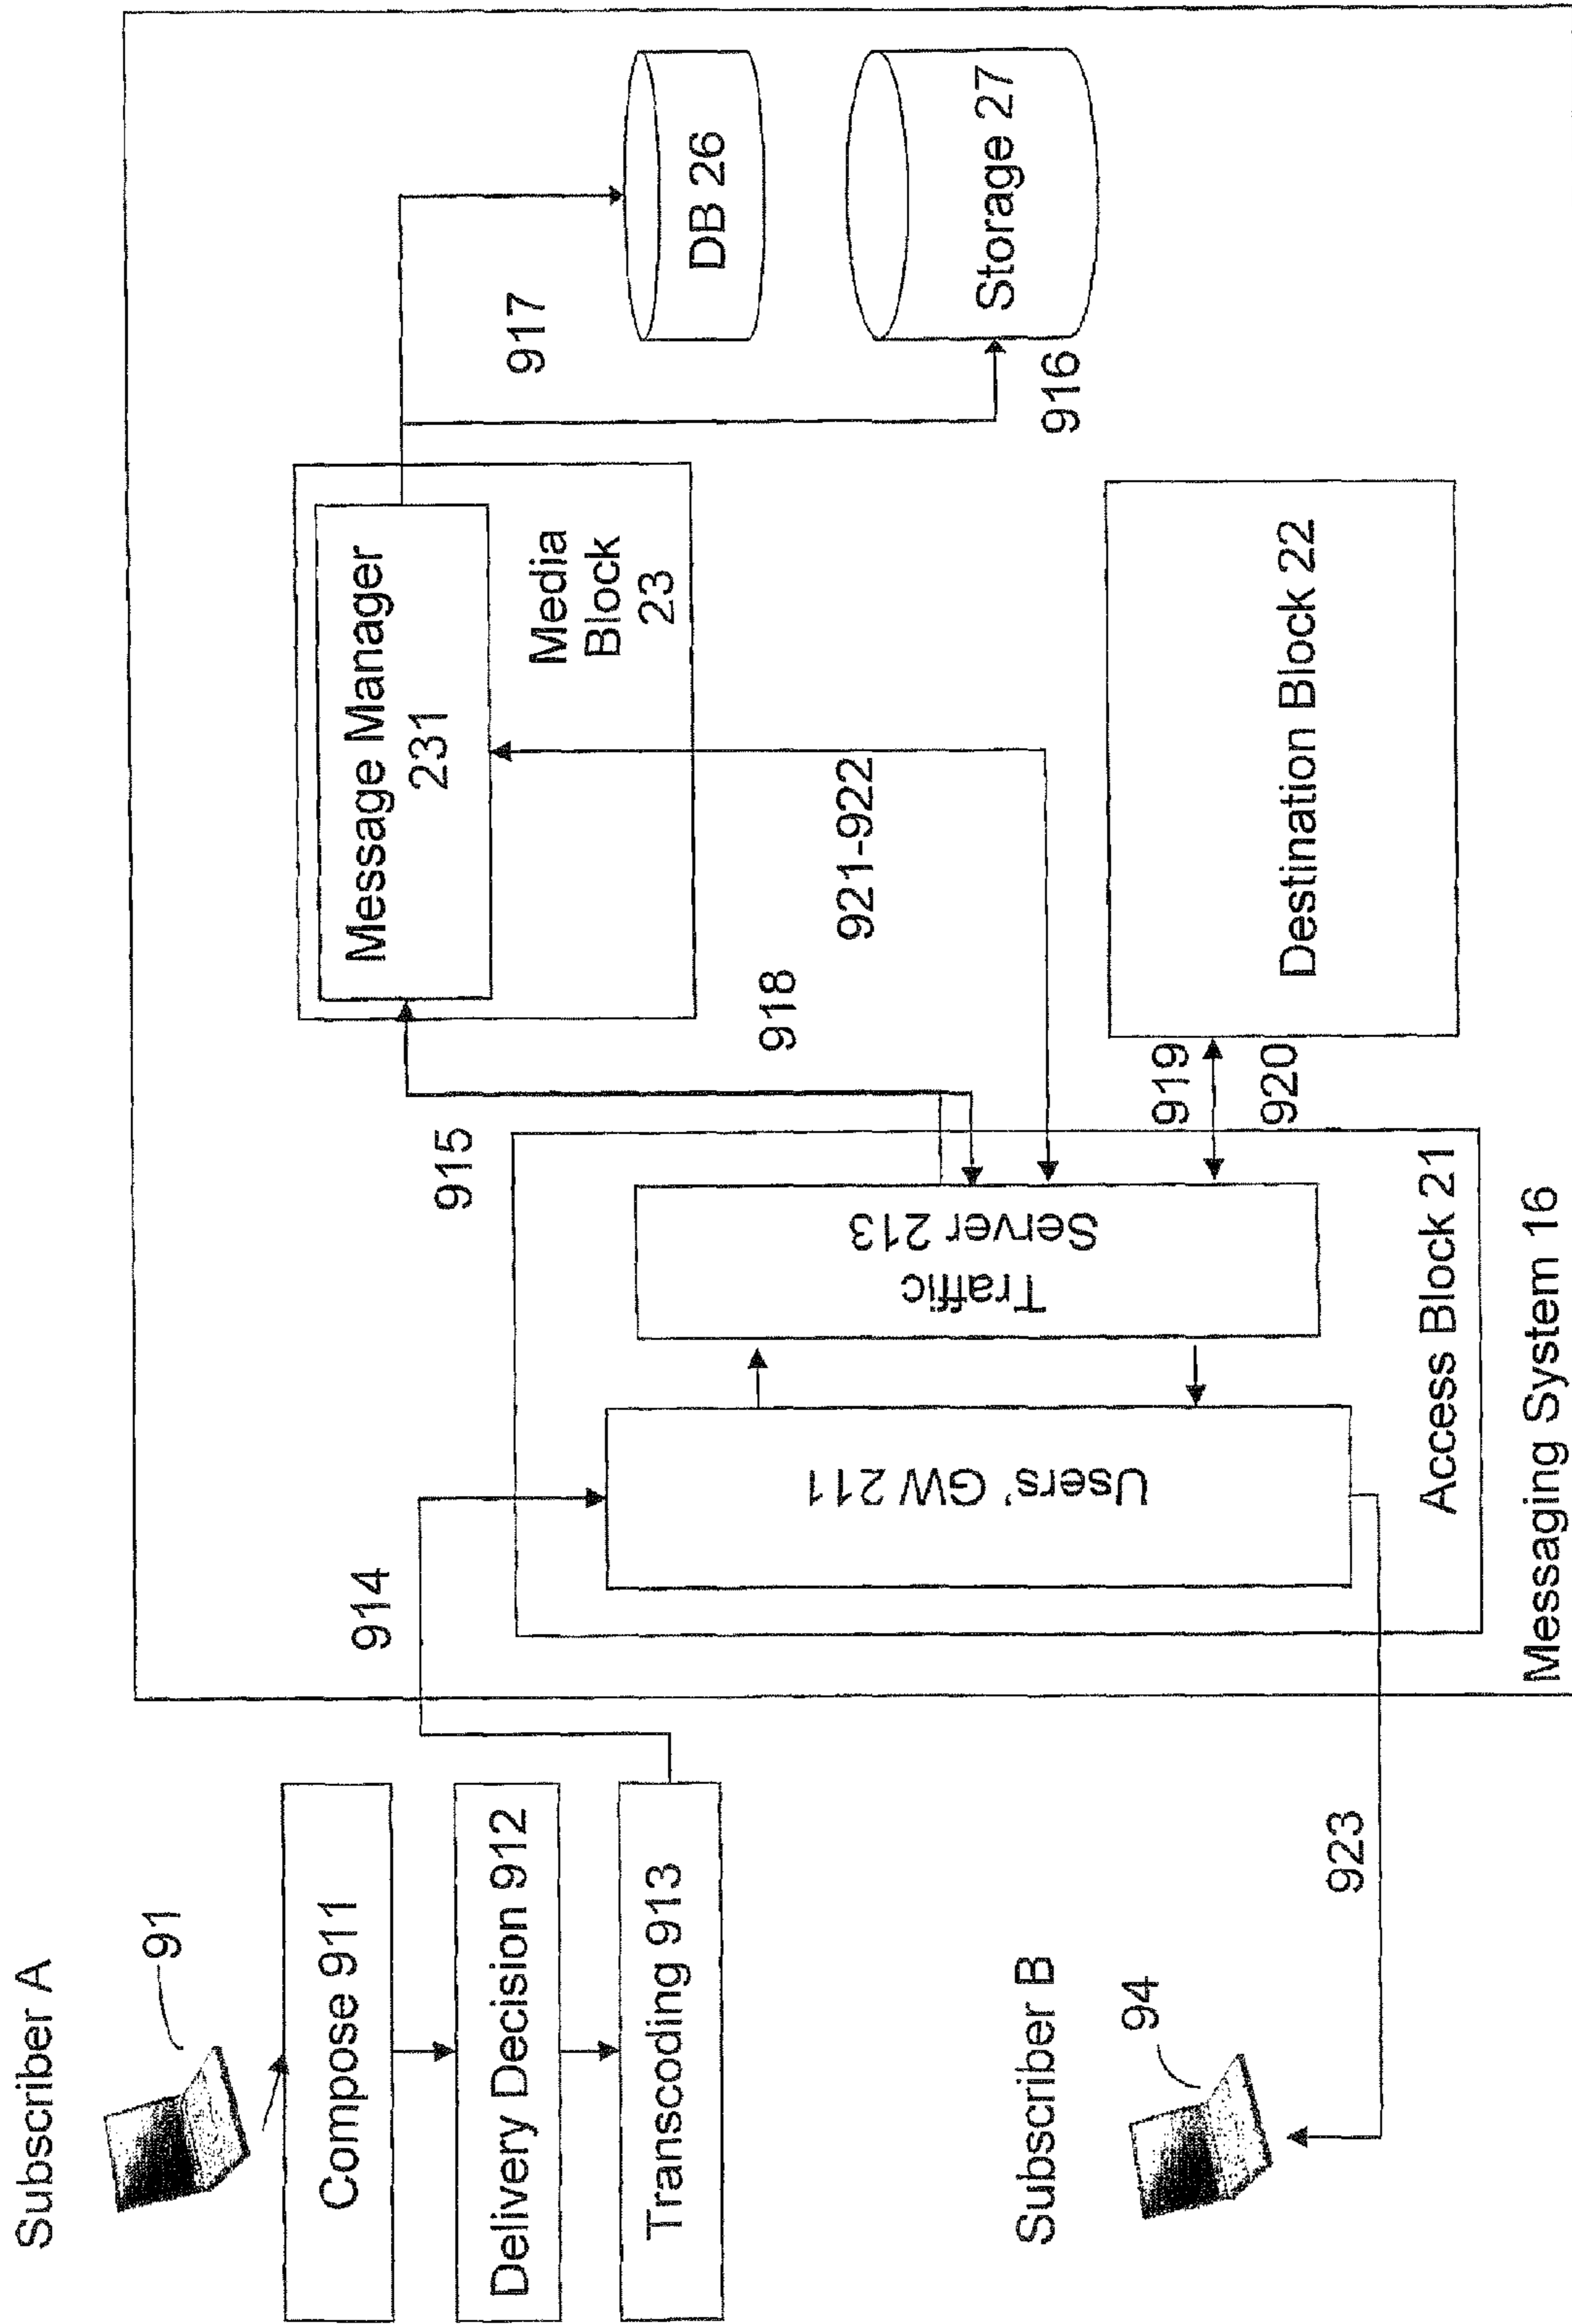 Subscriber A
91
Compose 911
Delivery Decision 912
Transcoding 913
914
Subscriber B
94
923
Messaging System 16
Access Block 21
Users' GW 211
Traffic
Server 213
915
918
921-922
919
920
Message Manager
231
Media
Block
23
Destination Block 22
917
916
DB 26
Storage 27